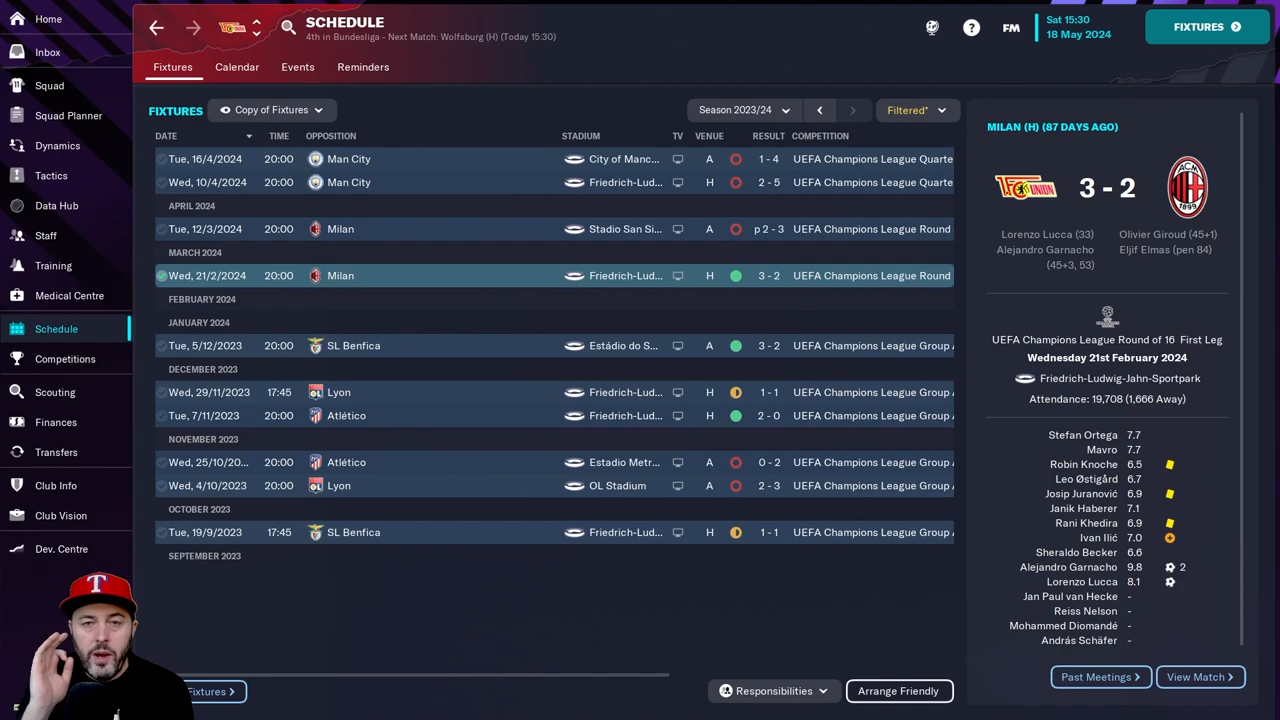 Home
Inbox
Squad
Squad Planner
Dynamics
Tactics
Data Hub
Staff
Training
Medical Centre
Schedule
Competitions
Scouting
Finances
Transfers
Club Info
Club Vision
Dev. Centre
SCHEDULE
4th in Bundesliga - Next Match: Wolfsburg (H) (Today 15:30)
? FM
Sat 15:30
18 May 2024
FIXTURES
Fixtures Calendar Events Reminders
FIXTURES Copy of Fixtures Season 2023/24 Filtered*
DATE TIME OPPOSITION STADIUM TV VENUE RESULT COMPETITION
Tue, 16/4/2024 20:00 Man City City of Manc... A 1 - 4 UEFA Champions League Quarte
Wed, 10/4/2024 20:00 Man City Friedrich-Lud... H 2 - 5 UEFA Champions League Quarte
APRIL 2024
Tue, 12/3/2024 20:00 Milan Stadio San Si... A p 2 - 3 UEFA Champions League Round
MARCH 2024
Wed, 21/2/2024 20:00 Milan Friedrich-Lud... H 3 - 2 UEFA Champions League Round
FEBRUARY 2024
JANUARY 2024
Tue, 5/12/2023 20:00 SL Benfica Estádio do S... A 3 - 2 UEFA Champions League Group A
DECEMBER 2023
Wed, 29/11/2023 17:45 Lyon Friedrich-Lud... H 1 - 1 UEFA Champions League Group A
Tue, 7/11/2023 20:00 Atlético Friedrich-Lud... H 2 - 0 UEFA Champions League Group A
NOVEMBER 2023
Wed, 25/10/20... 20:00 Atlético Estadio Metr... A 0 - 2 UEFA Champions League Group A
Wed, 4/10/2023 20:00 Lyon OL Stadium A 2 - 3 UEFA Champions League Group A
OCTOBER 2023
Tue, 19/9/2023 17:45 SL Benfica Friedrich-Lud... H 1 - 1 UEFA Champions League Group A
SEPTEMBER 2023
Fixtures
Responsibilities
Arrange Friendly
MILAN (H) (87 DAYS AGO)
UNION 3 - 2 ACM 1899
Lorenzo Lucca (33) Olivier Giroud (45+1)
Alejandro Garnacho Eljif Elmas (pen 84)
(45+3, 53)
UEFA Champions League Round of 16 First Leg
Wednesday 21st February 2024
Friedrich-Ludwig-Jahn-Sportpark
Attendance: 19,708 (1,666 Away)
Stefan Ortega 7.7
Mavro 7.7
Robin Knoche 6.5
Leo Østigård 6.7
Josip Juranović 6.9
Janik Haberer 7.1
Rani Khedira 6.9
Ivan Ilić 7.0
Sheraldo Becker 6.6
Alejandro Garnacho 9.8 2
Lorenzo Lucca 8.1
Jan Paul van Hecke -
Reiss Nelson -
Mohammed Diomandé -
András Schäfer -
Past Meetings View Match
T